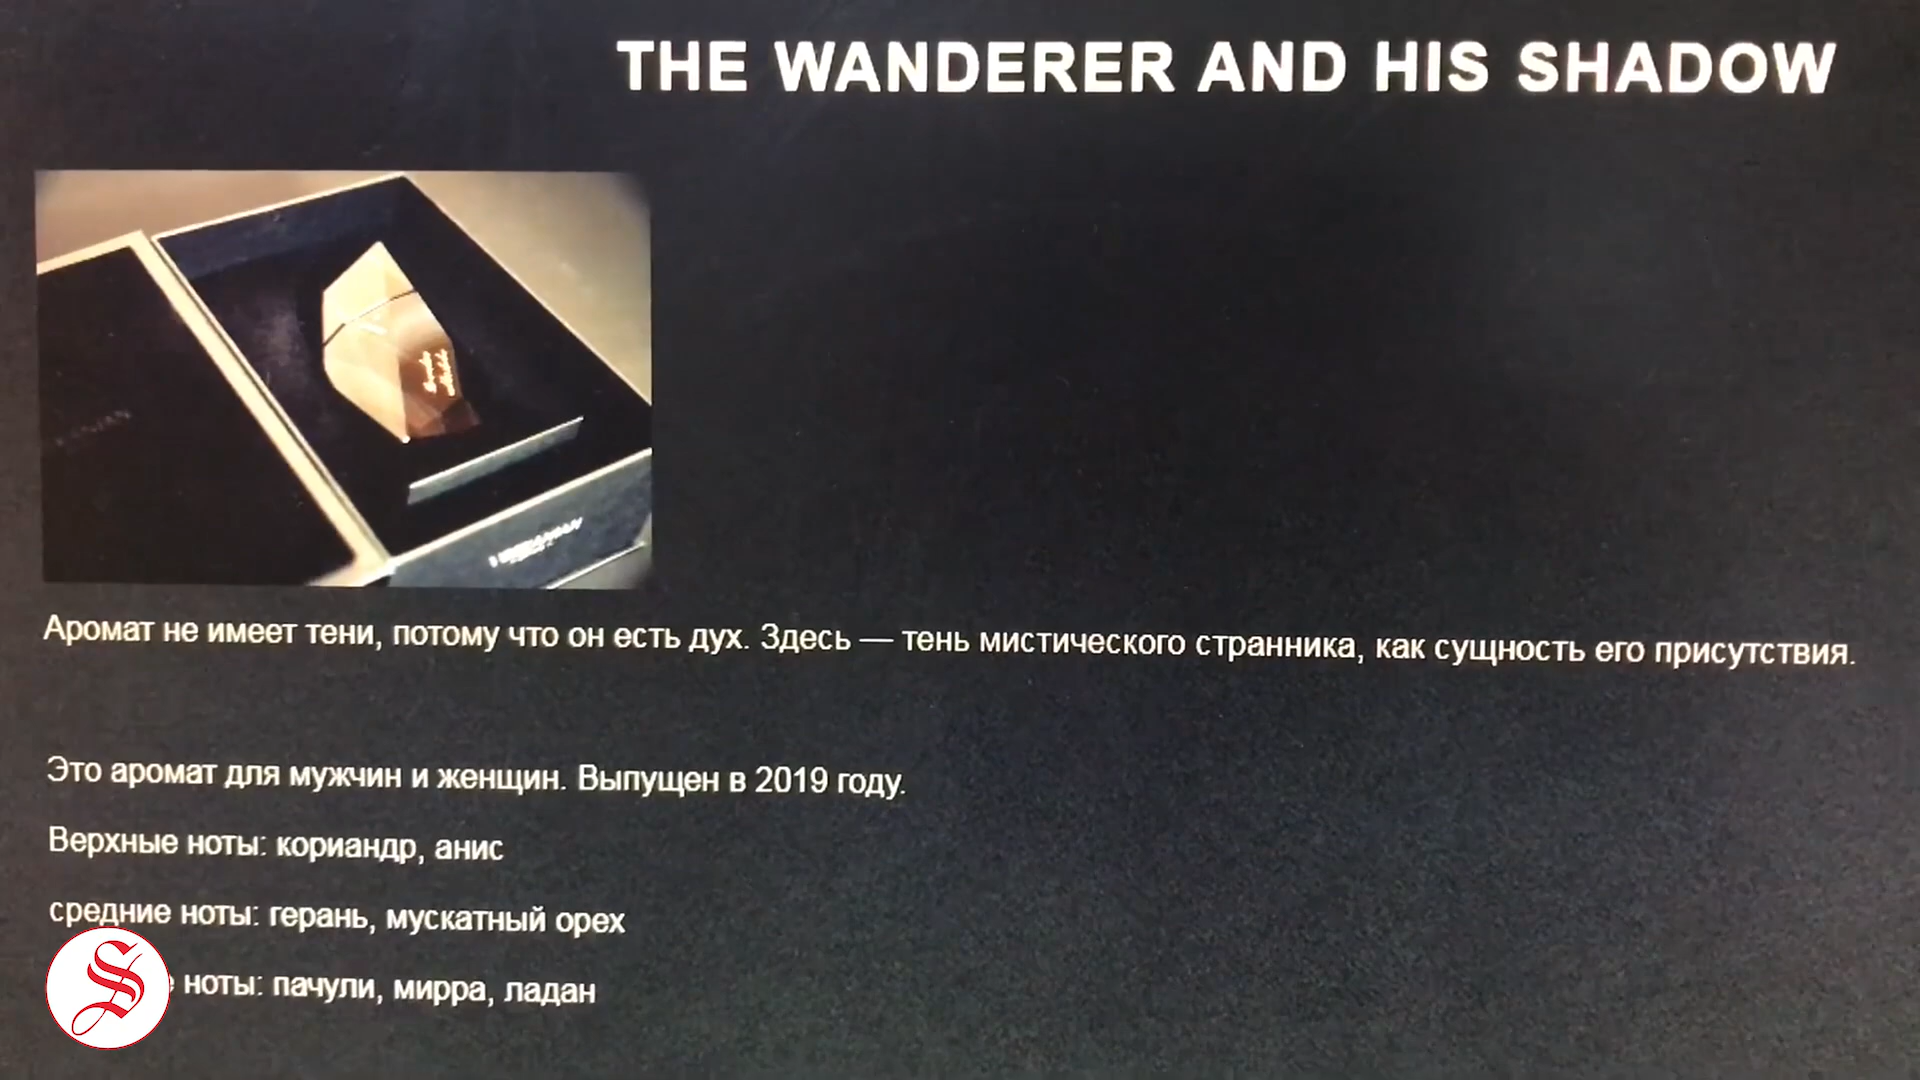 THE WANDERER AND HIS SHADOW
Аромат не имеет тени, потому что он есть дух. Здесь — тень мистического странника, как сущность его присутствия.
Это аромат для мужчин и женщин. Выпущен в 2019 году.
Верхные ноты: кориандр, анис
средние ноты: герань, мускатный орех
ноты: пачули, мирра, ладан
S